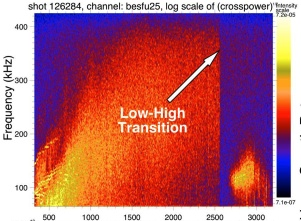 shot 126284, channel: besfu25, log scale of (crosspower)
Intensity
scale
7.2e-05
400
300
200
100
Frequency (kHz)
Low-High
Transition
7.1e-07
500 1000 1500 2000 2500 3000